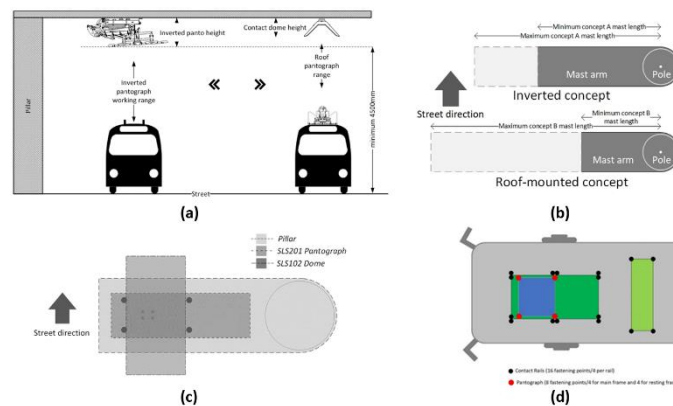 (a)
Inverted panto height
Contact dome height
Inverted
pantograph
working range
Roof
pantograph
range
Pillar
minimum 4500mm
Street
(b)
Minimum concept A mast length
Maximum concept A mast length
Mast arm
Pole
Inverted concept
Street direction
Minimum concept B
mast length
Maximum concept B mast length
Mast arm
Pole
Roof-mounted concept
Pillar
SLS201 Pantograph
SLS102 Dome
Street direction
(c)
Contact Rails (16 fastening points/4 per rail)
Pantograph (8 fastening points/4 for main frame and 4 for resting
(d)